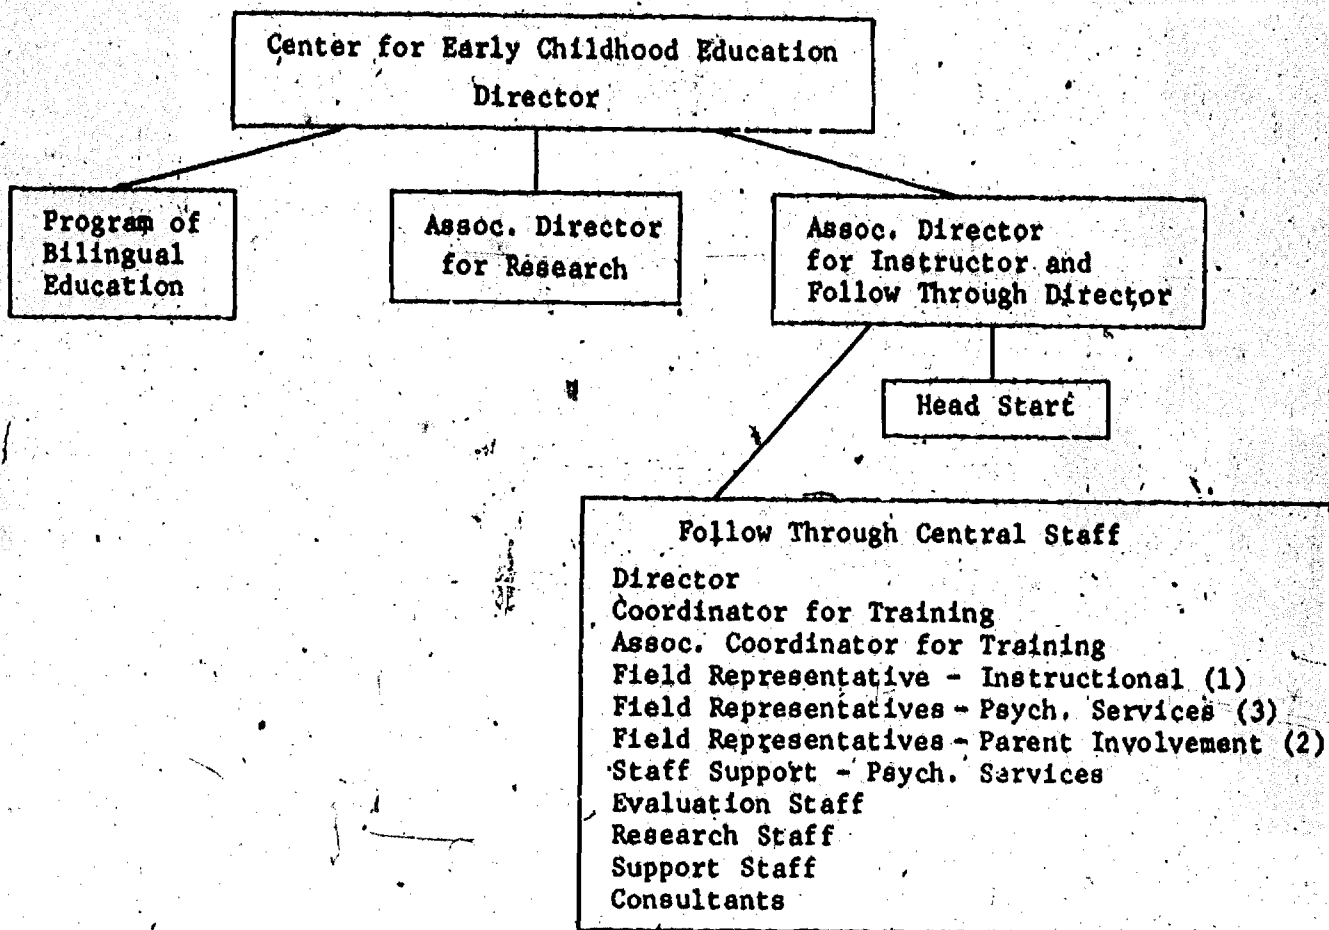 Center for Early Childhood Education
Director
Program of
Bilingual
Education
Assoc. Director
for Research
Assoc. Director
for Instructor and
Follow Through Director
Head Start
Follow Through Central Staff
Director
Coordinator for Training
Assoc. Coordinator for Training
Field Representative - Instructional (1)
Field Representatives - Psych. Services (3)
Field Representatives - Parent Involvement (2)
Staff Support - Psych. Services
Evaluation Staff
Research Staff
Support Staff
Consultants